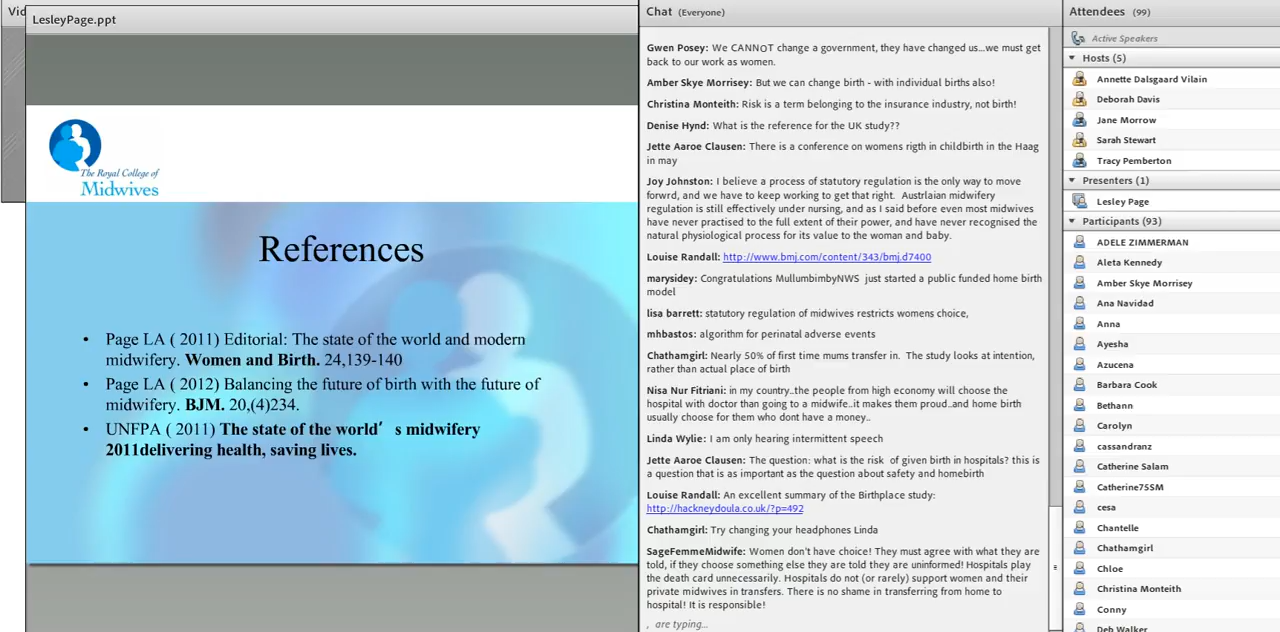 Vid
LesleyPage.ppt
The Royal College of
Midwives
References
• Page LA ( 2011) Editorial: The state of the world and modern
midwifery. Women and Birth. 24,139-140
• Page LA ( 2012) Balancing the future of birth with the future of
midwifery. BJM. 20,(4)234.
• UNFPA ( 2011) The state of the world's midwifery
2011delivering health, saving lives.
Chat (Everyone)
Gwen Posey: We CANNOT change a government, they have changed us...we must get
back to our work as women.
Amber Skye Morrisey: But we can change birth - with individual births also!
Christina Monteith: Risk is a term belonging to the insurance industry, not birth!
Denise Hynd: What is the reference for the UK study??
Jette Aaroe Clausen: There is a conference on womens rigth in childbirth in the Haag
in may
Joy Johnston: I believe a process of statutory regulation is the only way to move
forwrd, and we have to keep working to get that right. Austrlaian midwifery
regulation is still effectively under nursing, and as I said before even most midwives
have never practised to the full extent of their power, and have never recognised the
natural physiological process for its value to the woman and baby.
Louise Randall: http://www.bmj.com/content/343/bmj.d7400
marysidey: Congratulations MullumbimbyNWS just started a public funded home birth
model
lisa barrett: statutory regulation of midwives restricts womens choice,
mhbastos: algorithm for perinatal adverse events
Chathamgirl: Nearly 50% of first time mums transfer in. The study looks at intention,
rather than actual place of birth
Nisa Nur Fitriani: in my country..the people from high economy will choose the
hospital with doctor than going to a midwife..it makes them proud..and home birth
usually choose for them who dont have a money..
Linda Wylie: I am only hearing intermittent speech
Jette Aaroe Clausen: The question: what is the risk of given birth in hospitals? this is
a question that is as important as the question about safety and homebirth
Louise Randall: An excellent summary of the Birthplace study:
http://hackneydoula.co.uk/?p=492
Chathamgirl: Try changing your headphones Linda
SageFemmeMidwife: Women don't have choice! They must agree with what they are
told, if they choose something else they are told they are uninformed! Hospitals play
the death card unnecessarily. Hospitals do not (or rarely) support women and their
private midwives in transfers. There is no shame in transferring from home to
hospital! It is responsible!
, are typing...
Attendees (99)
Active Speakers
Hosts (5)
Annette Dalsgaard Vilain
Deborah Davis
Jane Morrow
Sarah Stewart
Tracy Pemberton
Presenters (1)
Lesley Page
Participants (93)
ADELE ZIMMERMAN
Aleta Kennedy
Amber Skye Morrisey
Ana Navidad
Anna
Ayesha
Azucena
Barbara Cook
Bethann
Carolyn
cassandranz
Catherine Salam
Catherine7SSM
cesa
Chantelle
Chathamgirl
Chloe
Christina Monteith
Conny
Deb Walker